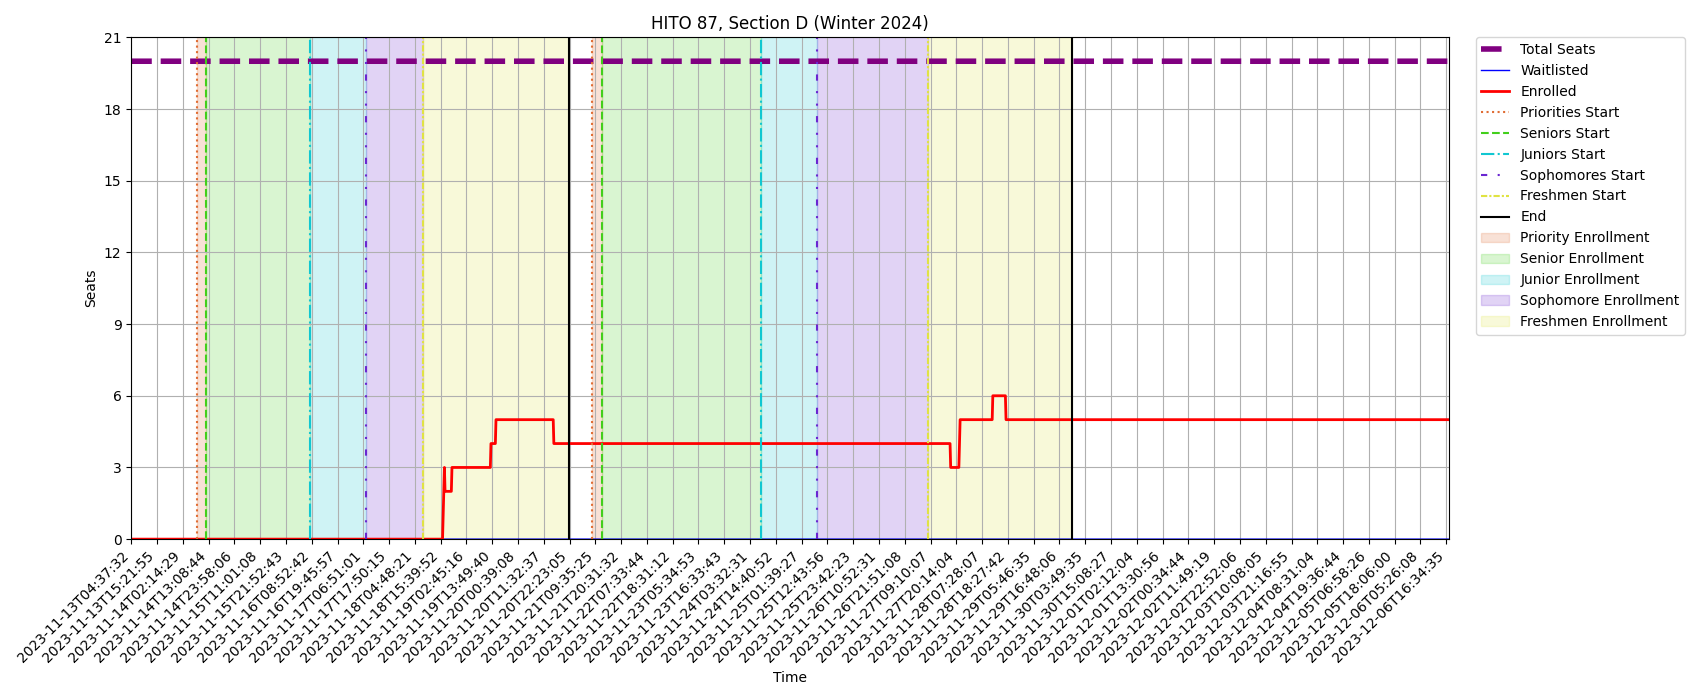 HITO 87, Section D (Winter 2024)
21
18
15
12
9
6
3
0
Seats
2023-11-13T04:37:32
2023-11-13T15:21:55
2023-11-14T02:14:29
2023-11-14T13:08:44
2023-11-14T23:58:06
2023-11-15T11:01:08
2023-11-15T21:52:43
2023-11-16T08:52:42
2023-11-16T19:45:57
2023-11-17T06:51:01
2023-11-17T17:50:15
2023-11-18T04:48:21
2023-11-18T15:39:52
2023-11-19T02:45:16
2023-11-19T13:49:40
2023-11-20T00:39:08
2023-11-20T11:32:37
2023-11-20T22:23:05
2023-11-21T09:35:25
2023-11-21T20:31:32
2023-11-22T07:33:44
2023-11-22T18:31:12
2023-11-23T05:34:53
2023-11-23T16:33:43
2023-11-24T03:32:31
2023-11-24T14:40:52
2023-11-25T01:39:27
2023-11-25T12:43:56
2023-11-25T23:42:23
2023-11-26T10:52:31
2023-11-26T21:51:08
2023-11-27T09:10:07
2023-11-27T20:14:04
2023-11-28T07:28:07
2023-11-28T18:27:42
2023-11-29T05:46:35
2023-11-29T16:48:06
2023-11-30T03:49:35
2023-11-30T15:08:27
2023-12-01T02:12:04
2023-12-01T13:30:56
2023-12-02T00:34:44
2023-12-02T11:49:19
2023-12-02T22:52:06
2023-12-03T10:08:05
2023-12-03T21:16:55
2023-12-04T08:31:04
2023-12-04T19:36:44
2023-12-05T06:58:26
2023-12-05T18:06:00
2023-12-06T05:26:08
2023-12-06T16:34:35
Time
Total Seats
Waitlisted
Enrolled
Priorities Start
Seniors Start
Juniors Start
Sophomores Start
Freshmen Start
End
Priority Enrollment
Senior Enrollment
Junior Enrollment
Sophomore Enrollment
Freshmen Enrollment